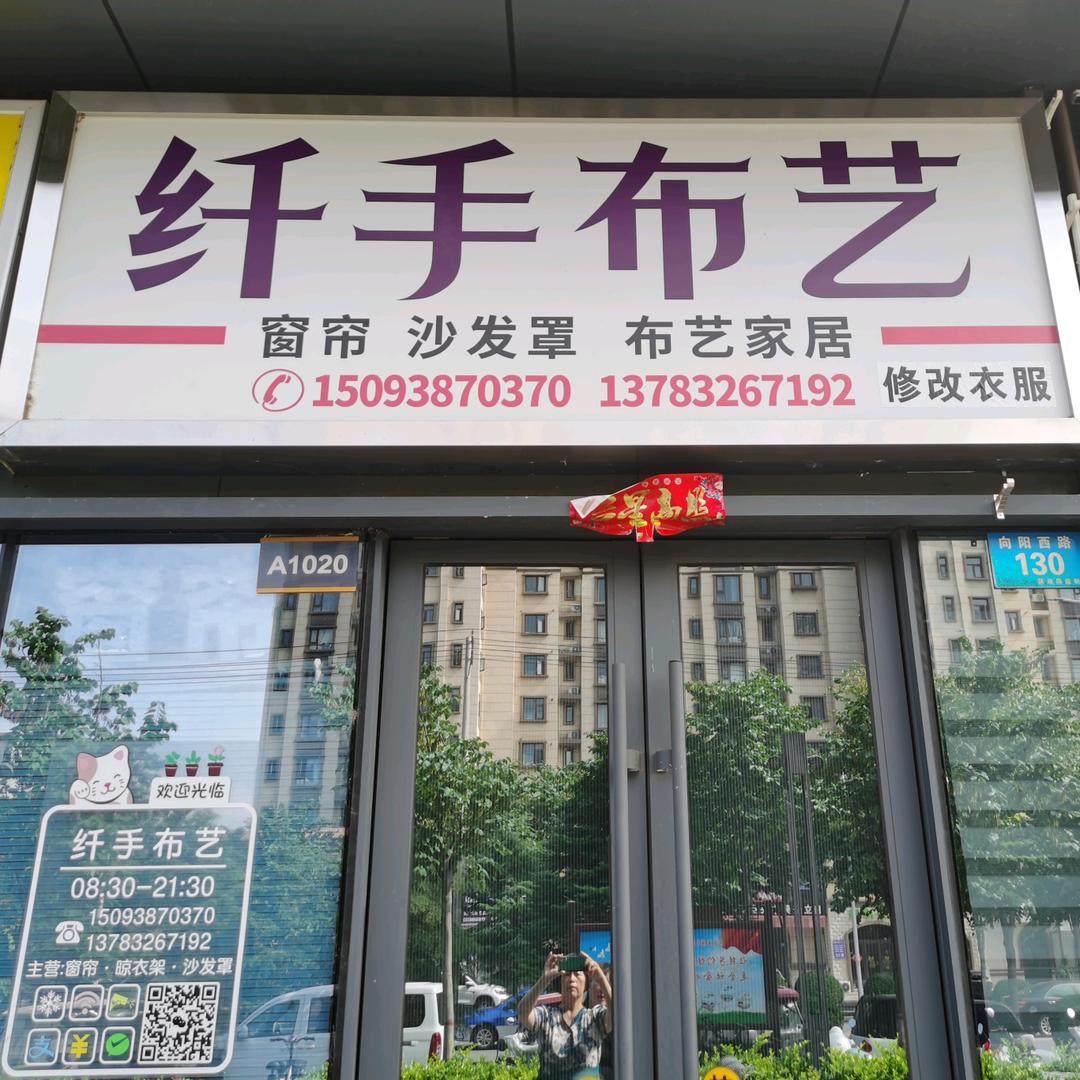 纤手布艺
窗帘 沙发罩 布艺家居
15093870370 13783267192
修改衣服
A1020
向阳西路
130
欢迎光临
纤手布艺
08:30-21:30
15093870370
13783267192
主营:窗帘·晾衣架·沙发罩